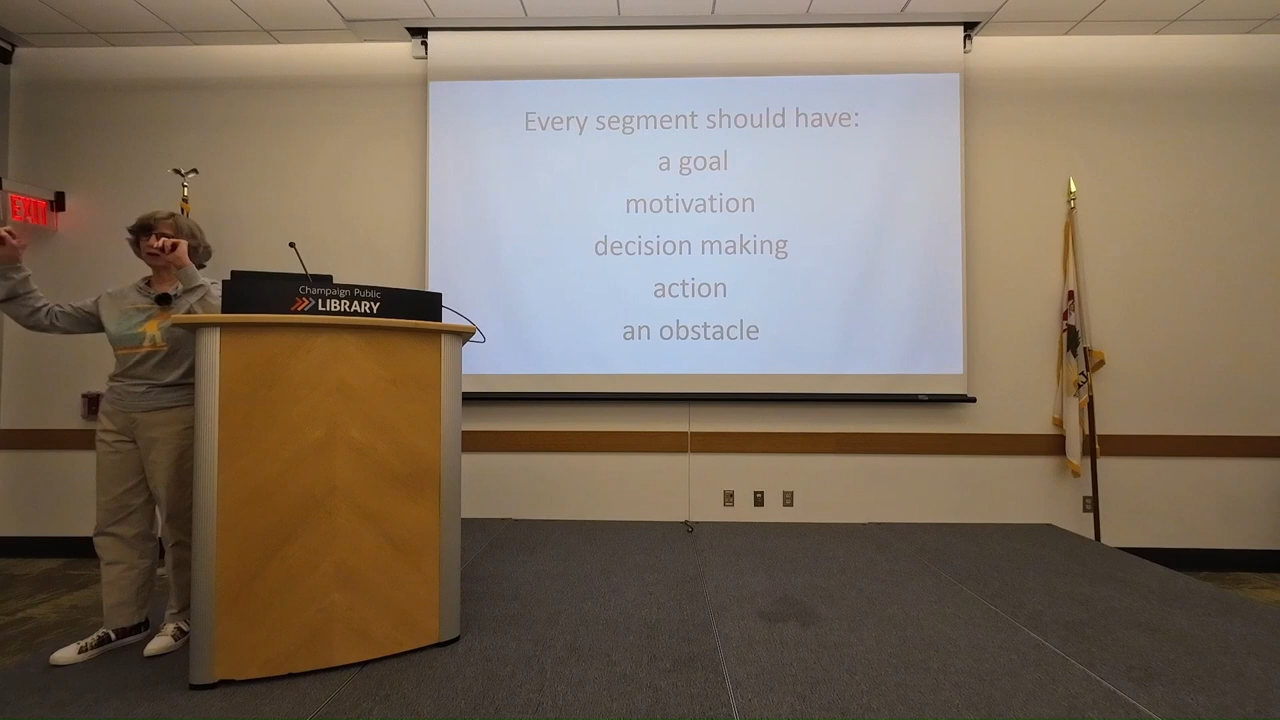 Every segment should have:
a goal
motivation
decision making
action
an obstacle
EXIT
Champaign Public
LIBRARY